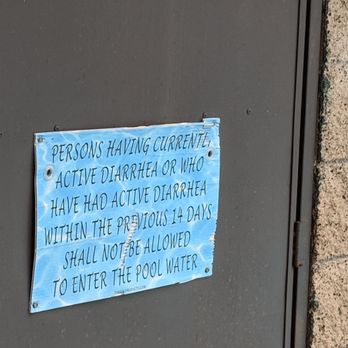 PERSONS HAVING CURRENTLY
ACTIVE DIARRHEA OR WHO
HAVE HAD ACTIVE DIARRHEA
WITHIN THE PREVIOUS 14 DAYS
SHALL NOT BE ALLOWED
TO ENTER THE POOL WATER